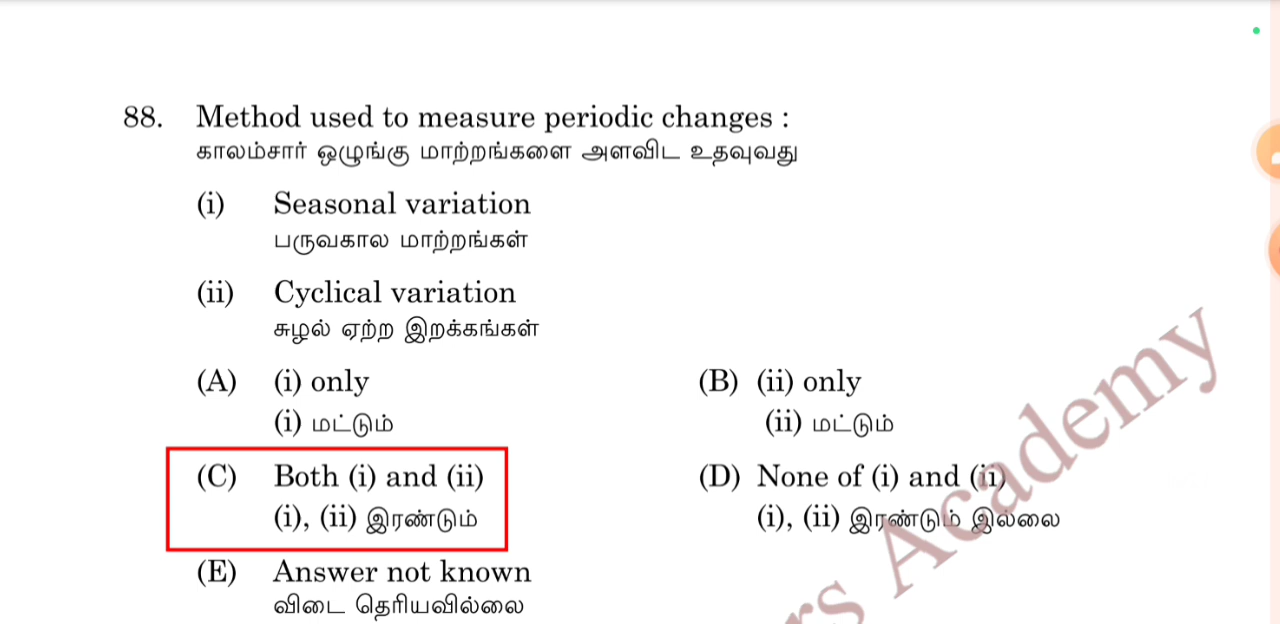 88. Method used to measure periodic changes :
காலம்சார் ஒழுங்கு மாற்றங்களை அளவிட உதவுவது
(i) Seasonal variation
பருவகால மாற்றங்கள்
(ii) Cyclical variation
சுழல் ஏற்ற இறக்கங்கள்
(A) (i) only
(i) மட்டும்
(B) (ii) only
(ii) மட்டும்
(C) Both (i) and (ii)
(i), (ii) இரண்டும்
(D) None of (i) and (ii)
(i), (ii) இரண்டும் இல்லை
(E) Answer not known
விடை தெரியவில்லை
Academy